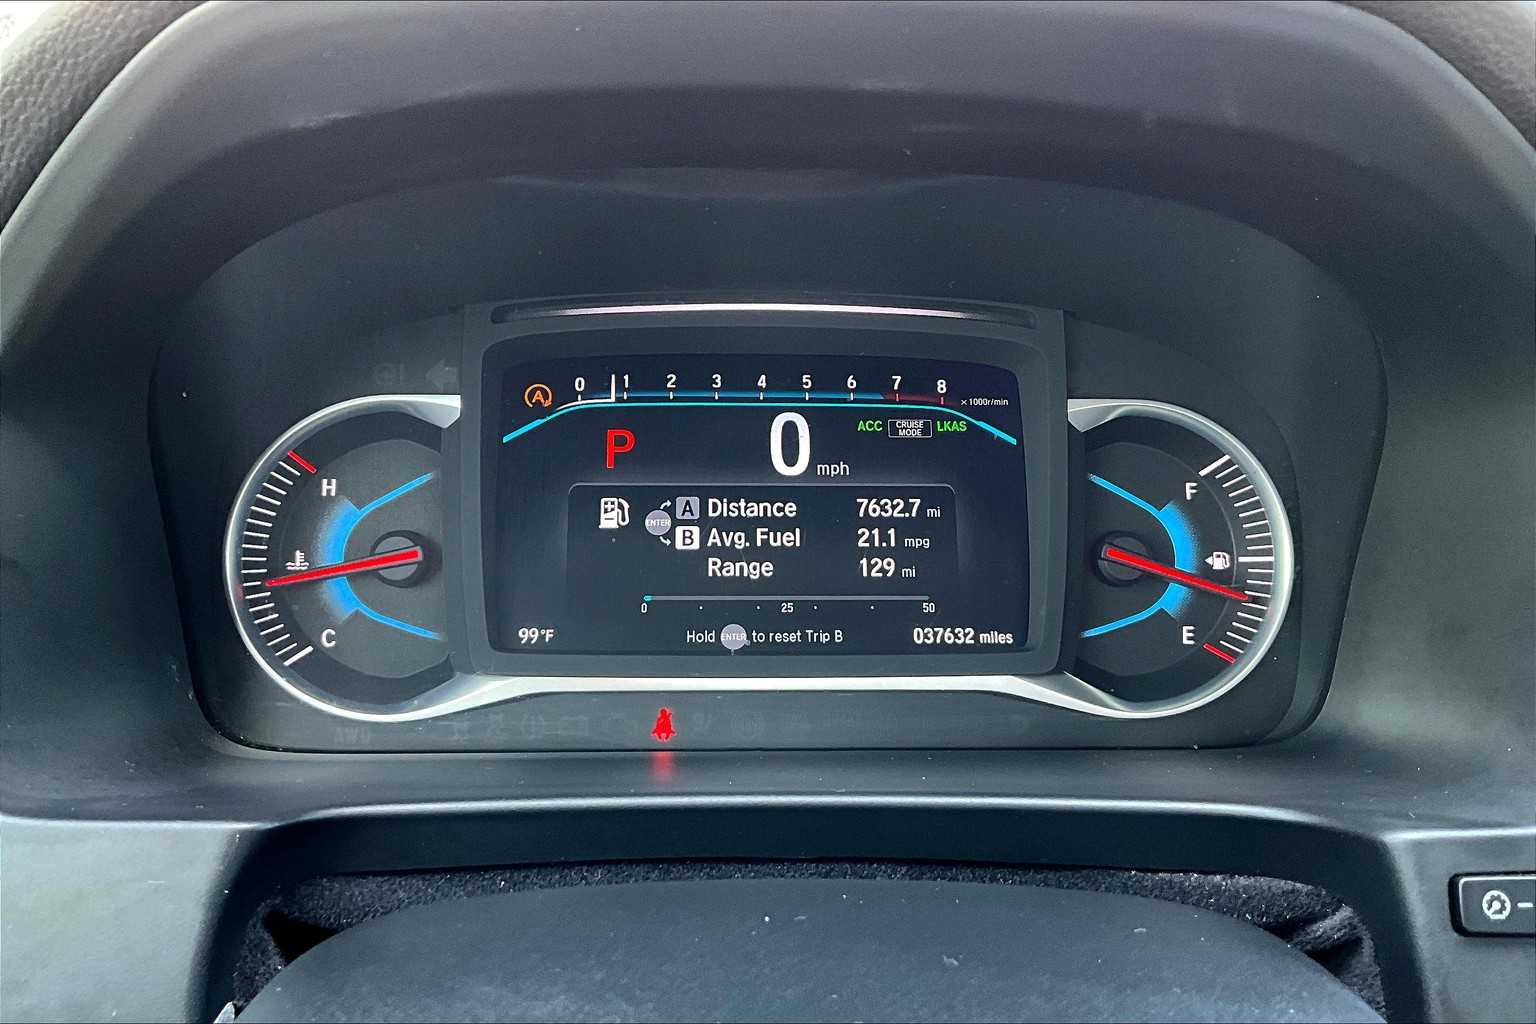 A
0 1 2 3 4 5 6 7 8
x1000r/min
P
0 mph
ACC CRUISE MODE LKAS
H
C
F
E
ENTER
A Distance 7632.7 mi
B Avg. Fuel 21.1 mpg
Range 129 mi
0 25 50
99°F
Hold ENTER to reset Trip B
037632 miles
AWD